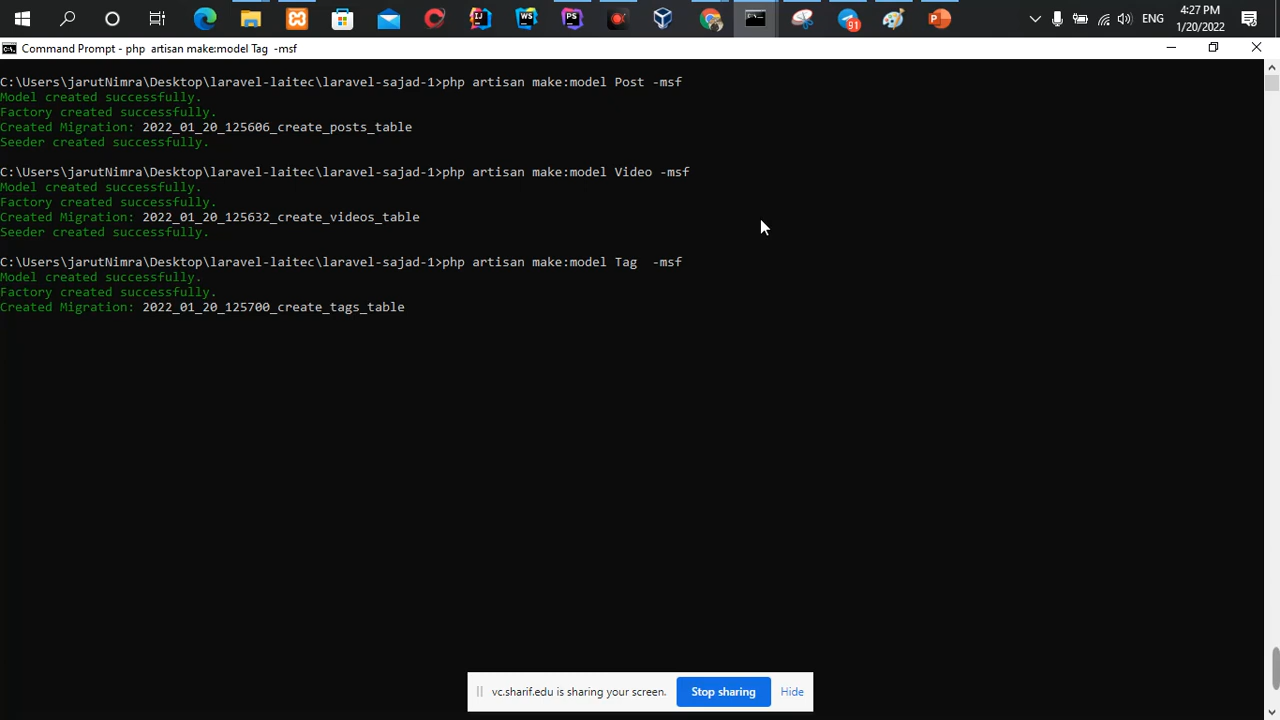 ENG
4:27 PM
1/20/2022
91
Command Prompt - php  artisan make:model Tag  -msf
C:\Users\jarutNimra\Desktop\laravel-laitec\laravel-sajad-1>php artisan make:model Post -msf
Model created successfully.
Factory created successfully.
Created Migration: 2022_01_20_125606_create_posts_table
Seeder created successfully.
C:\Users\jarutNimra\Desktop\laravel-laitec\laravel-sajad-1>php artisan make:model Video -msf
Model created successfully.
Factory created successfully.
Created Migration: 2022_01_20_125632_create_videos_table
Seeder created successfully.
C:\Users\jarutNimra\Desktop\laravel-laitec\laravel-sajad-1>php artisan make:model Tag  -msf
Model created successfully.
Factory created successfully.
Created Migration: 2022_01_20_125700_create_tags_table
vc.sharif.edu is sharing your screen. Stop sharing Hide